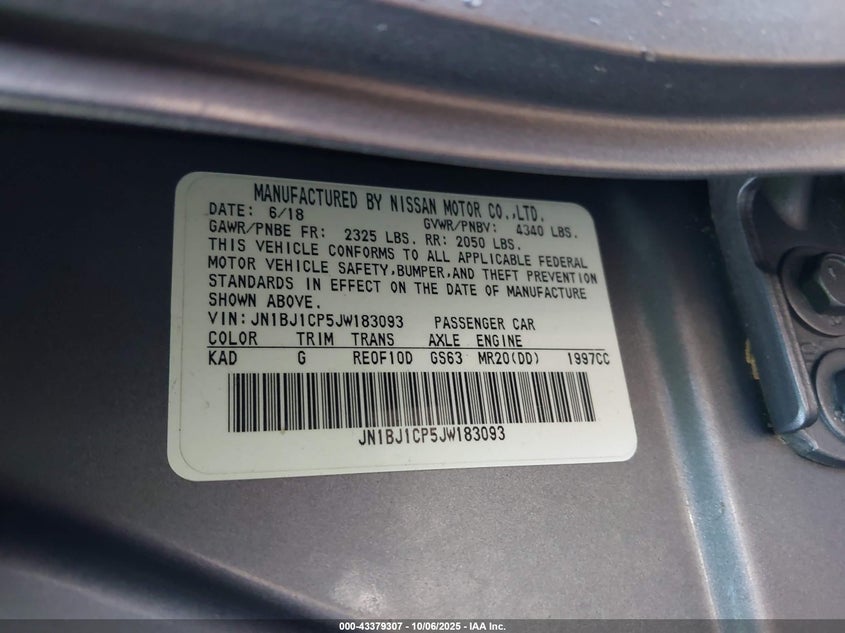 MANUFACTURED BY NISSAN MOTOR CO.,LTD.
DATE: 6/18 GVWR/PNBV: 4340 LBS.
GAWR/PNBE FR: 2325 LBS. RR: 2050 LBS.
THIS VEHICLE CONFORMS TO ALL APPLICABLE FEDERAL
MOTOR VEHICLE SAFETY,BUMPER,AND THEFT PREVENTION
STANDARDS IN EFFECT ON THE DATE OF MANUFACTURE
SHOWN ABOVE.
VIN:JN1BJ1CP5JW183093 PASSENGER CAR
COLOR TRIM TRANS AXLE ENGINE
KAD G RE0F10D GS63 MR20(DD) 1997CC
JN1BJ1CP5JW183093
000-43379307 - 10/06/2025 - IAA Inc.